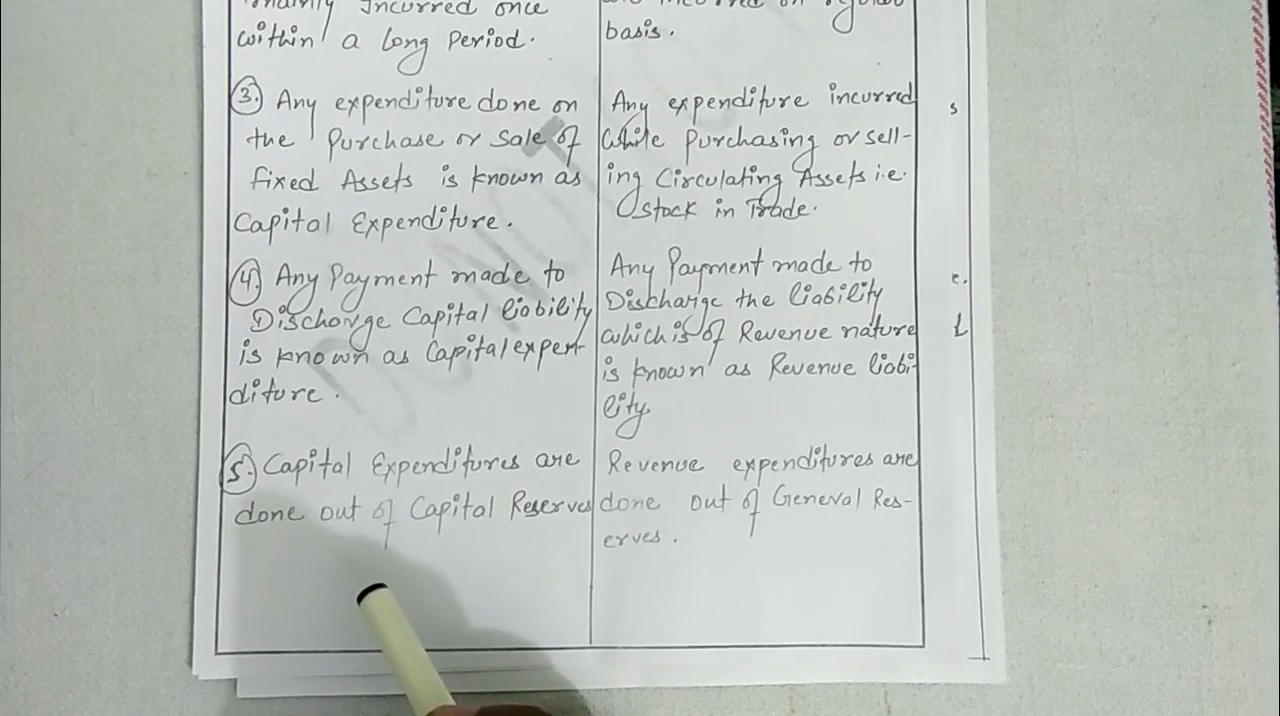 Incurred once
within a long Period.
3. Any expenditure done on
the Purchase or Sale of
fixed Assets is known as
Capital Expenditure.
4. Any Payment made to
Discharge Capital liability
is known as Capital expen-
diture.
5. Capital Expenditures are
done out of Capital Reserves
basis.
Any expenditure incurred
while Purchasing or sell-
ing Circulating Assets i.e.
stock in Trade.
Any Payment made to
Discharge the liability
which is of Revenue nature
is known as Revenue liabi-
lity.
Revenue expenditures are
done out of General Res-
erves.
s
e.
DO NOT